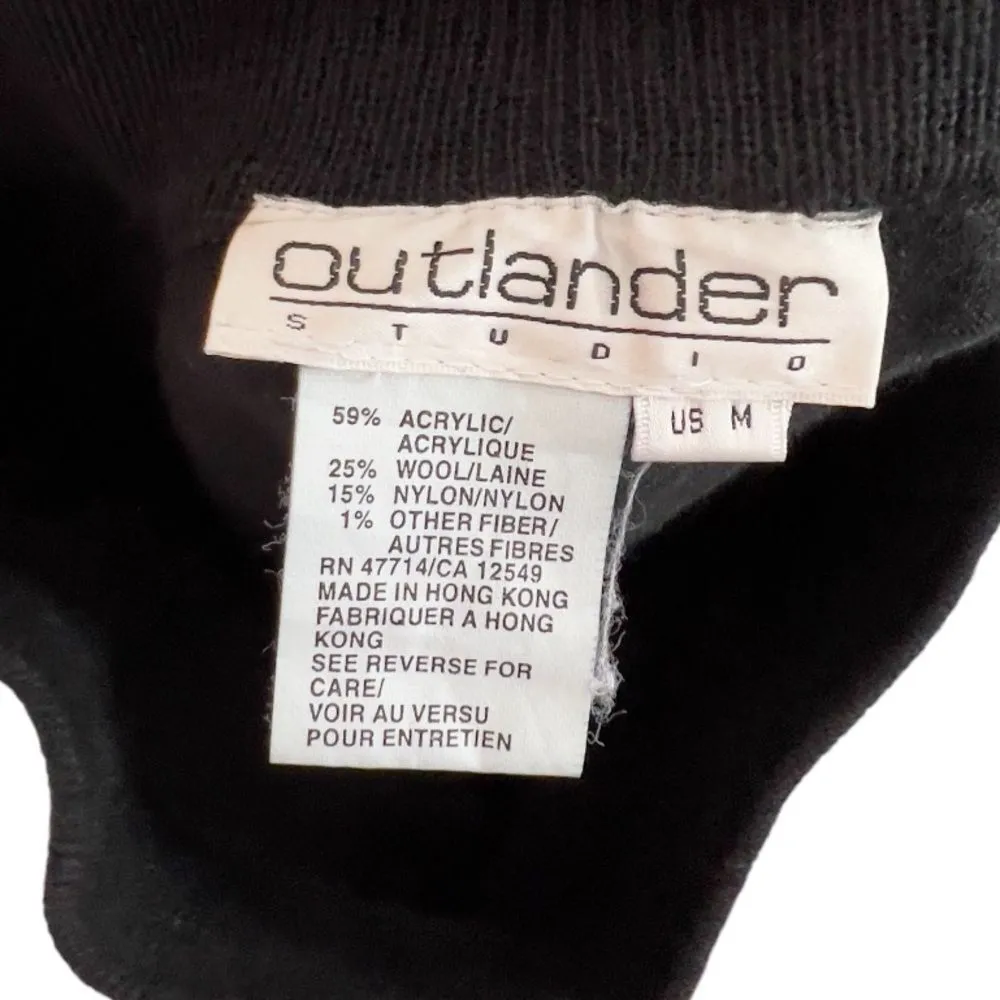 outlander
STUDIO
US M
59% ACRYLIC/
ACRYLIQUE
25% WOOL/LAINE
15% NYLON/NYLON
1% OTHER FIBER/
AUTRES FIBRES
RN 47714/CA 12549
MADE IN HONG KONG
FABRIQUER A HONG
KONG
SEE REVERSE FOR
CARE/
VOIR AU VERSU
POUR ENTRETIEN